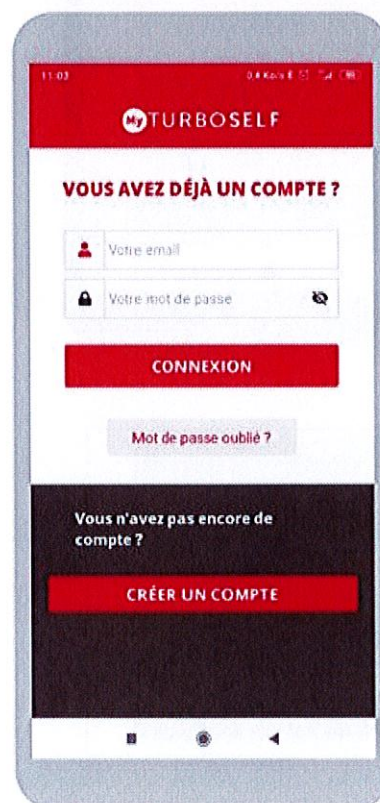 11:03
My TURBOSELF
VOUS AVEZ DÉJÀ UN COMPTE ?
Votre email
Votre mot de passe
CONNEXION
Mot de passe oublié ?
Vous n'avez pas encore de
compte ?
CRÉER UN COMPTE